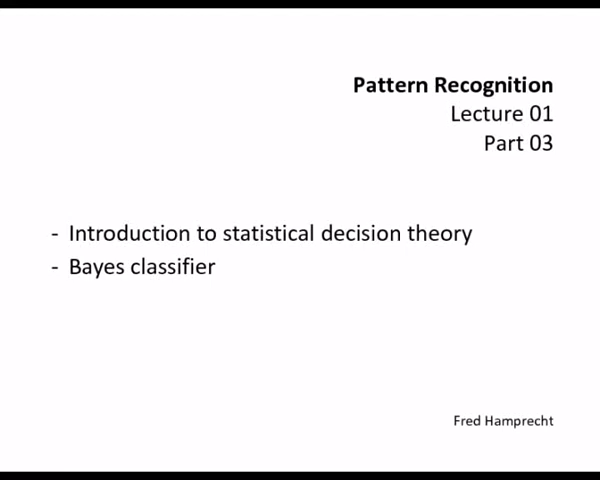 Pattern Recognition
Lecture 01
Part 03
- Introduction to statistical decision theory
- Bayes classifier
Fred Hamprecht